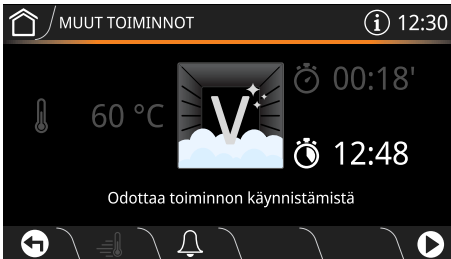 MUUT TOIMINNOT
i 12:30
00:18'
60 °C
V
12:48
Odottaa toiminnon käynnistämistä